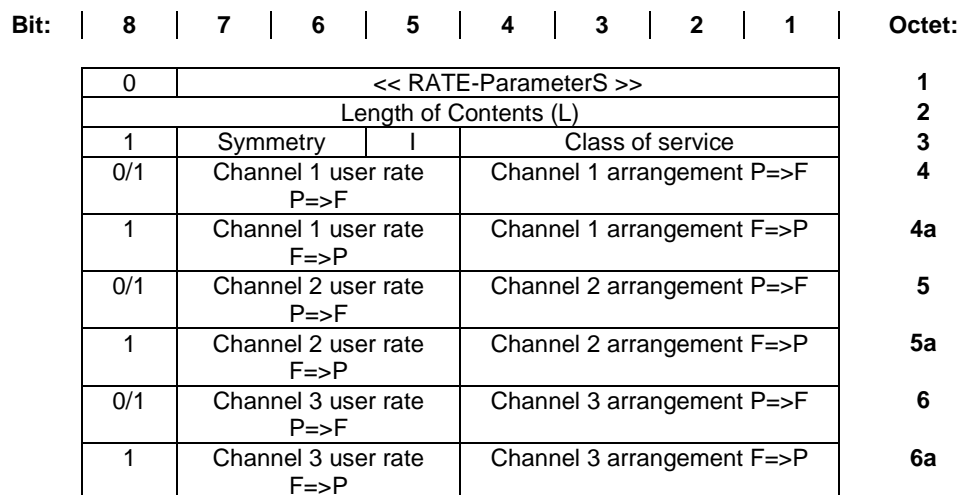 Bit: 8 7 6 5 4 3 2 1 Octet:
0 << RATE-ParameterS >> 1
Length of Contents (L) 2
1 Symmetry I Class of service 3
0/1 Channel 1 user rate Channel 1 arrangement P=>F 4
P=>F
1 Channel 1 user rate Channel 1 arrangement F=>P 4a
F=>P
0/1 Channel 2 user rate Channel 2 arrangement P=>F 5
P=>F
1 Channel 2 user rate Channel 2 arrangement F=>P 5a
F=>P
0/1 Channel 3 user rate Channel 3 arrangement P=>F 6
P=>F
1 Channel 3 user rate Channel 3 arrangement F=>P 6a
F=>P